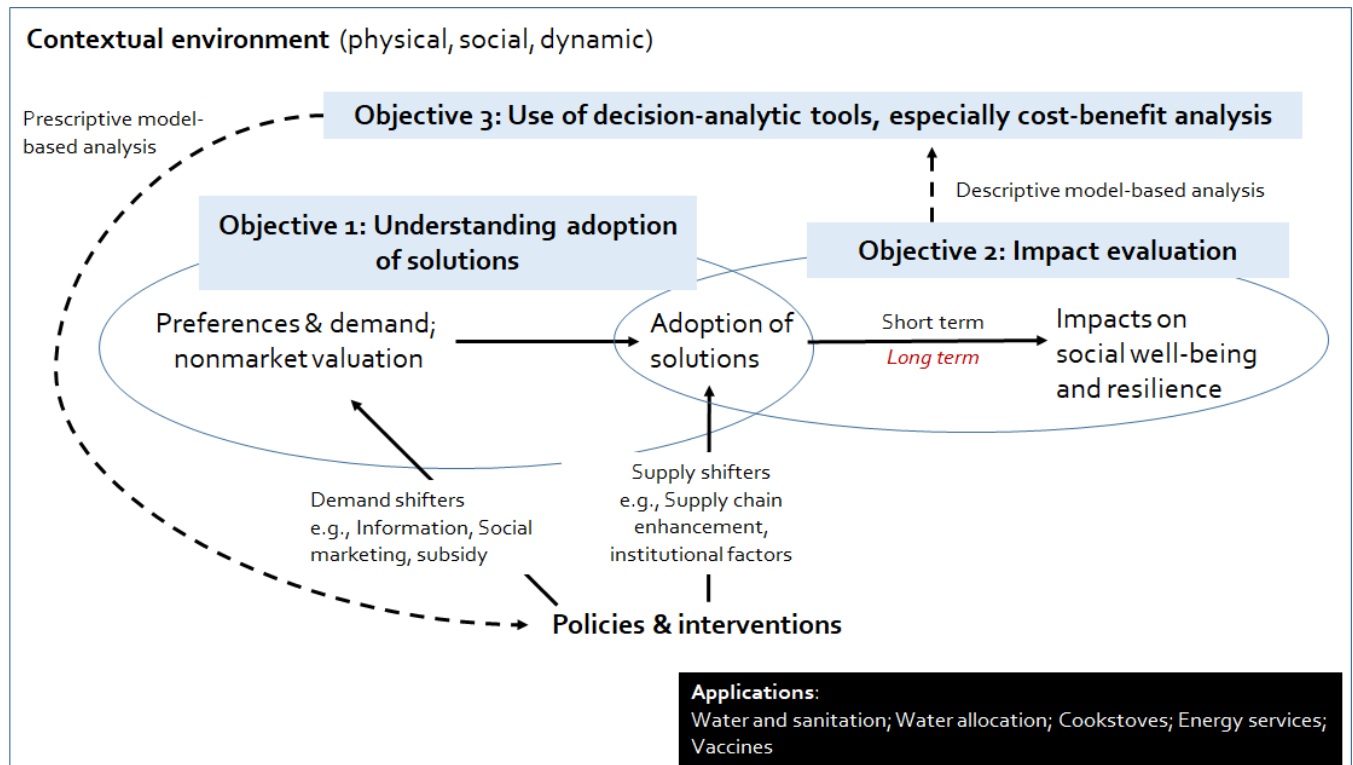 Contextual environment (physical, social, dynamic)
Prescriptive model-
based analysis
Objective 3: Use of decision-analytic tools, especially cost-benefit analysis
Descriptive model-based analysis
Objective 1: Understanding adoption
of solutions
Objective 2: Impact evaluation
Preferences & demand;
nonmarket valuation
Adoption of
solutions
Short term
Long term
Impacts on
social well-being
and resilience
Demand shifters
e.g., Information, Social
marketing, subsidy
Supply shifters
e.g., Supply chain
enhancement,
institutional factors
Policies & interventions
Applications:
Water and sanitation; Water allocation; Cookstoves; Energy services;
Vaccines